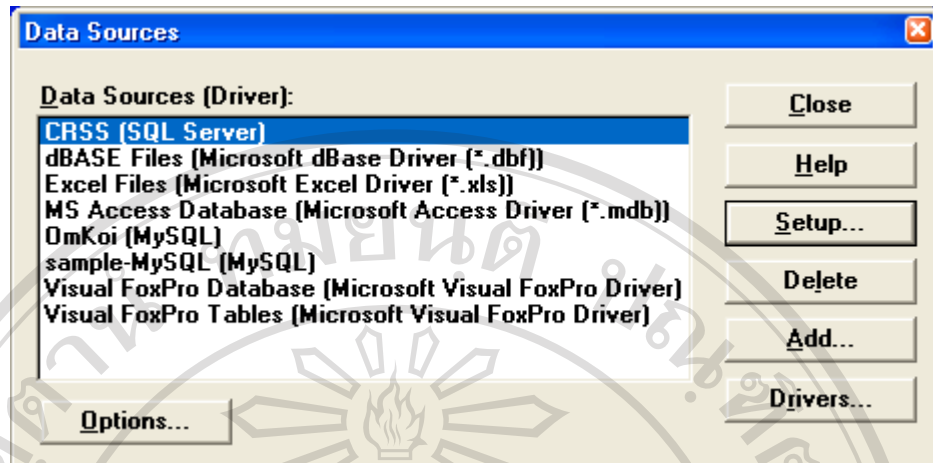 Data Sources
Data Sources (Driver):
CRSS (SQL Server)
dBASE Files (Microsoft dBase Driver (*.dbf))
Excel Files (Microsoft Excel Driver (*.xls))
MS Access Database (Microsoft Access Driver (*.mdb))
OmKoi (MySQL)
sample-MySQL (MySQL)
Visual FoxPro Database (Microsoft Visual FoxPro Driver)
Visual FoxPro Tables (Microsoft Visual FoxPro Driver)
Close
Help
Setup...
Delete
Add...
Drivers...
Options...